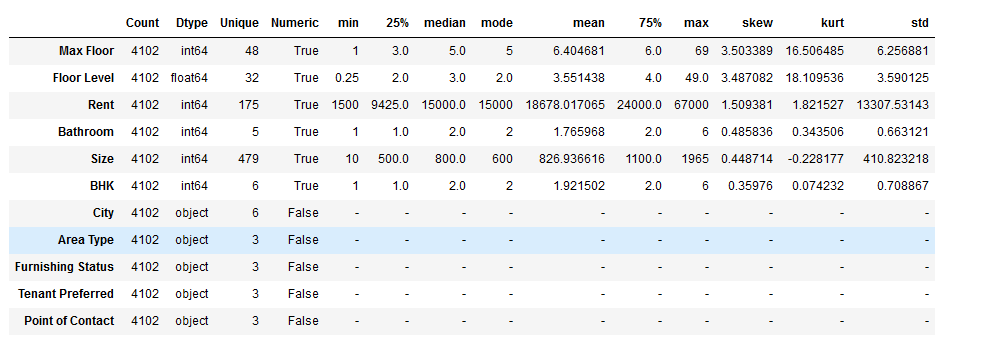 Count Dtype Unique Numeric min 25% median mode mean 75% max skew kurt std
Max Floor 4102 int64 48 True 1 3.0 5.0 5 6.404681 6.0 69 3.503389 16.506485 6.256881
Floor Level 4102 float64 32 True 0.25 2.0 3.0 2.0 3.551438 4.0 49.0 3.487082 18.109536 3.590125
Rent 4102 int64 175 True 1500 9425.0 15000.0 15000 18678.017065 24000.0 67000 1.509381 1.821527 13307.53143
Bathroom 4102 int64 5 True 1 1.0 2.0 2 1.765968 2.0 6 0.485836 0.343506 0.663121
Size 4102 int64 479 True 10 500.0 800.0 600 826.936616 1100.0 1965 0.448714 -0.228177 410.823218
BHK 4102 int64 6 True 1 1.0 2.0 2 1.921502 2.0 6 0.35976 0.074232 0.708867
City 4102 object 6 False - - - - - - - - - -
Area Type 4102 object 3 False - - - - - - - - - -
Furnishing Status 4102 object 3 False - - - - - - - - - -
Tenant Preferred 4102 object 3 False - - - - - - - - - -
Point of Contact 4102 object 3 False - - - - - - - - - -